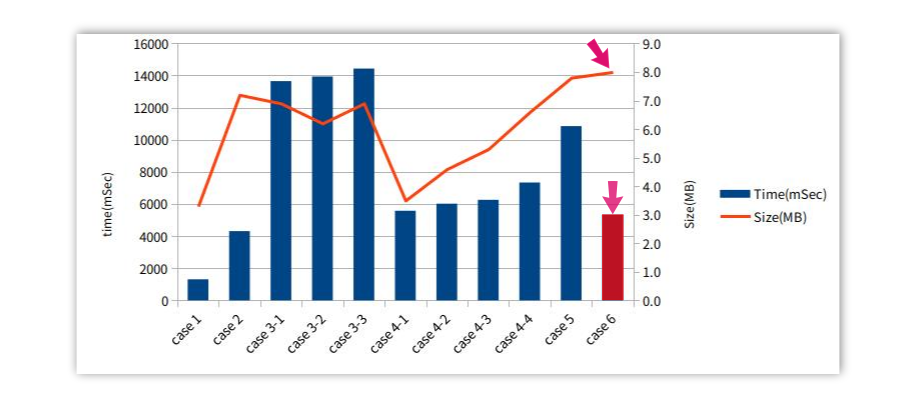 16000
14000
12000
10000
8000
6000
4000
2000
0
time(mSec)
9.0
8.0
7.0
6.0
5.0
4.0
3.0
2.0
1.0
0.0
Size(MB)
case 1
case 2
case 3-1
case 3-2
case 3-3
case 4-1
case 4-2
case 4-3
case 4-4
case 5
case 6
Time(mSec)
Size(MB)